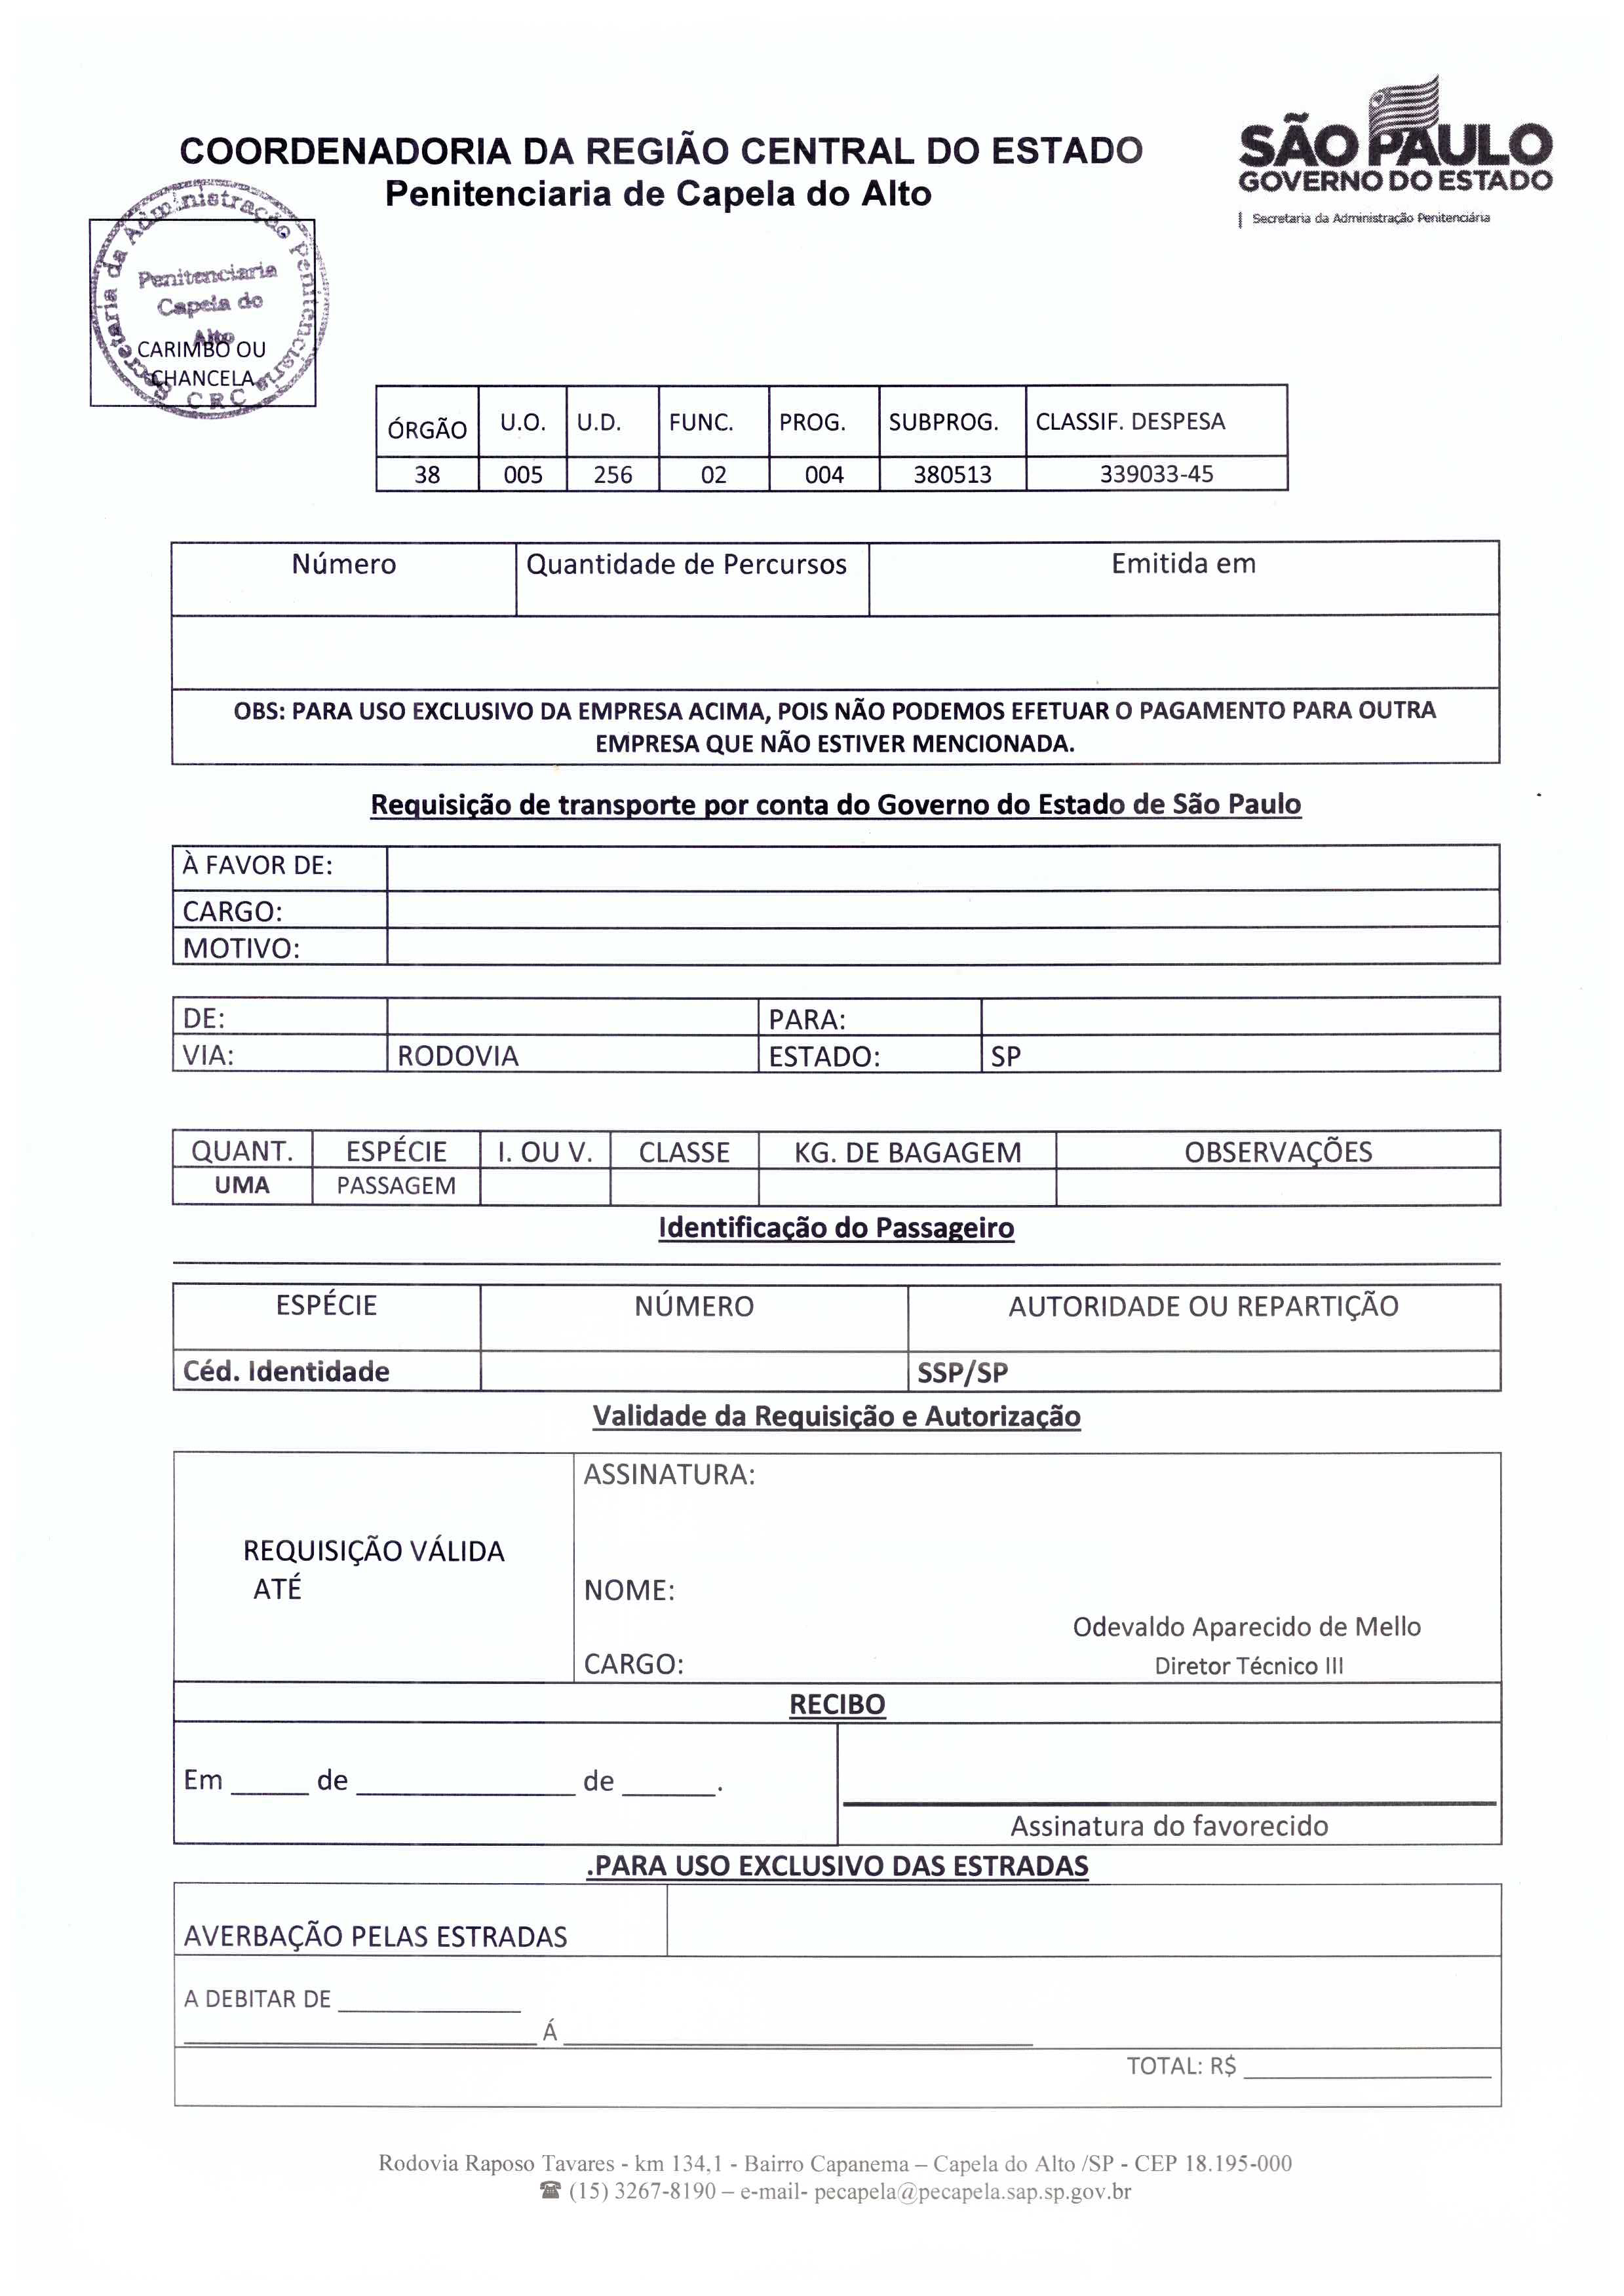 COORDENADORIA DA REGIÃO CENTRAL DO ESTADO
Penitenciaria de Capela do Alto
SÃO PAULO
GOVERNO DO ESTADO
Secretaria da Administração Penitenciária
Secretaria da Administração Penitenciaria
Penitenciaria
Capela do
Alto
CRC
CARIMBO OU
CHANCELA
ÓRGÃO U.O. U.D. FUNC. PROG. SUBPROG. CLASSIF. DESPESA
38 005 256 02 004 380513 339033-45
Número Quantidade de Percursos Emitida em
OBS: PARA USO EXCLUSIVO DA EMPRESA ACIMA, POIS NÃO PODEMOS EFETUAR O PAGAMENTO PARA OUTRA
EMPRESA QUE NÃO ESTIVER MENCIONADA.
Requisição de transporte por conta do Governo do Estado de São Paulo
À FAVOR DE:
CARGO:
MOTIVO:
DE: PARA:
VIA: RODOVIA ESTADO: SP
QUANT. ESPÉCIE I. OU V. CLASSE KG. DE BAGAGEM OBSERVAÇÕES
UMA PASSAGEM
Identificação do Passageiro
ESPÉCIE NÚMERO AUTORIDADE OU REPARTIÇÃO
Céd. Identidade SSP/SP
Validade da Requisição e Autorização
ASSINATURA:
REQUISIÇÃO VÁLIDA
ATÉ
NOME:
Odevaldo Aparecido de Mello
CARGO: Diretor Técnico III
RECIBO
Em _____ de ______________ de ______.
Assinatura do favorecido
.PARA USO EXCLUSIVO DAS ESTRADAS
AVERBAÇÃO PELAS ESTRADAS
A DEBITAR DE ______________
___________________________ Á ____________________________________
TOTAL: R$ ___________________
Rodovia Raposo Tavares - km 134,1 - Bairro Capanema – Capela do Alto /SP - CEP 18.195-000
☎ (15) 3267-8190 – e-mail- pecapela@pecapela.sap.sp.gov.br